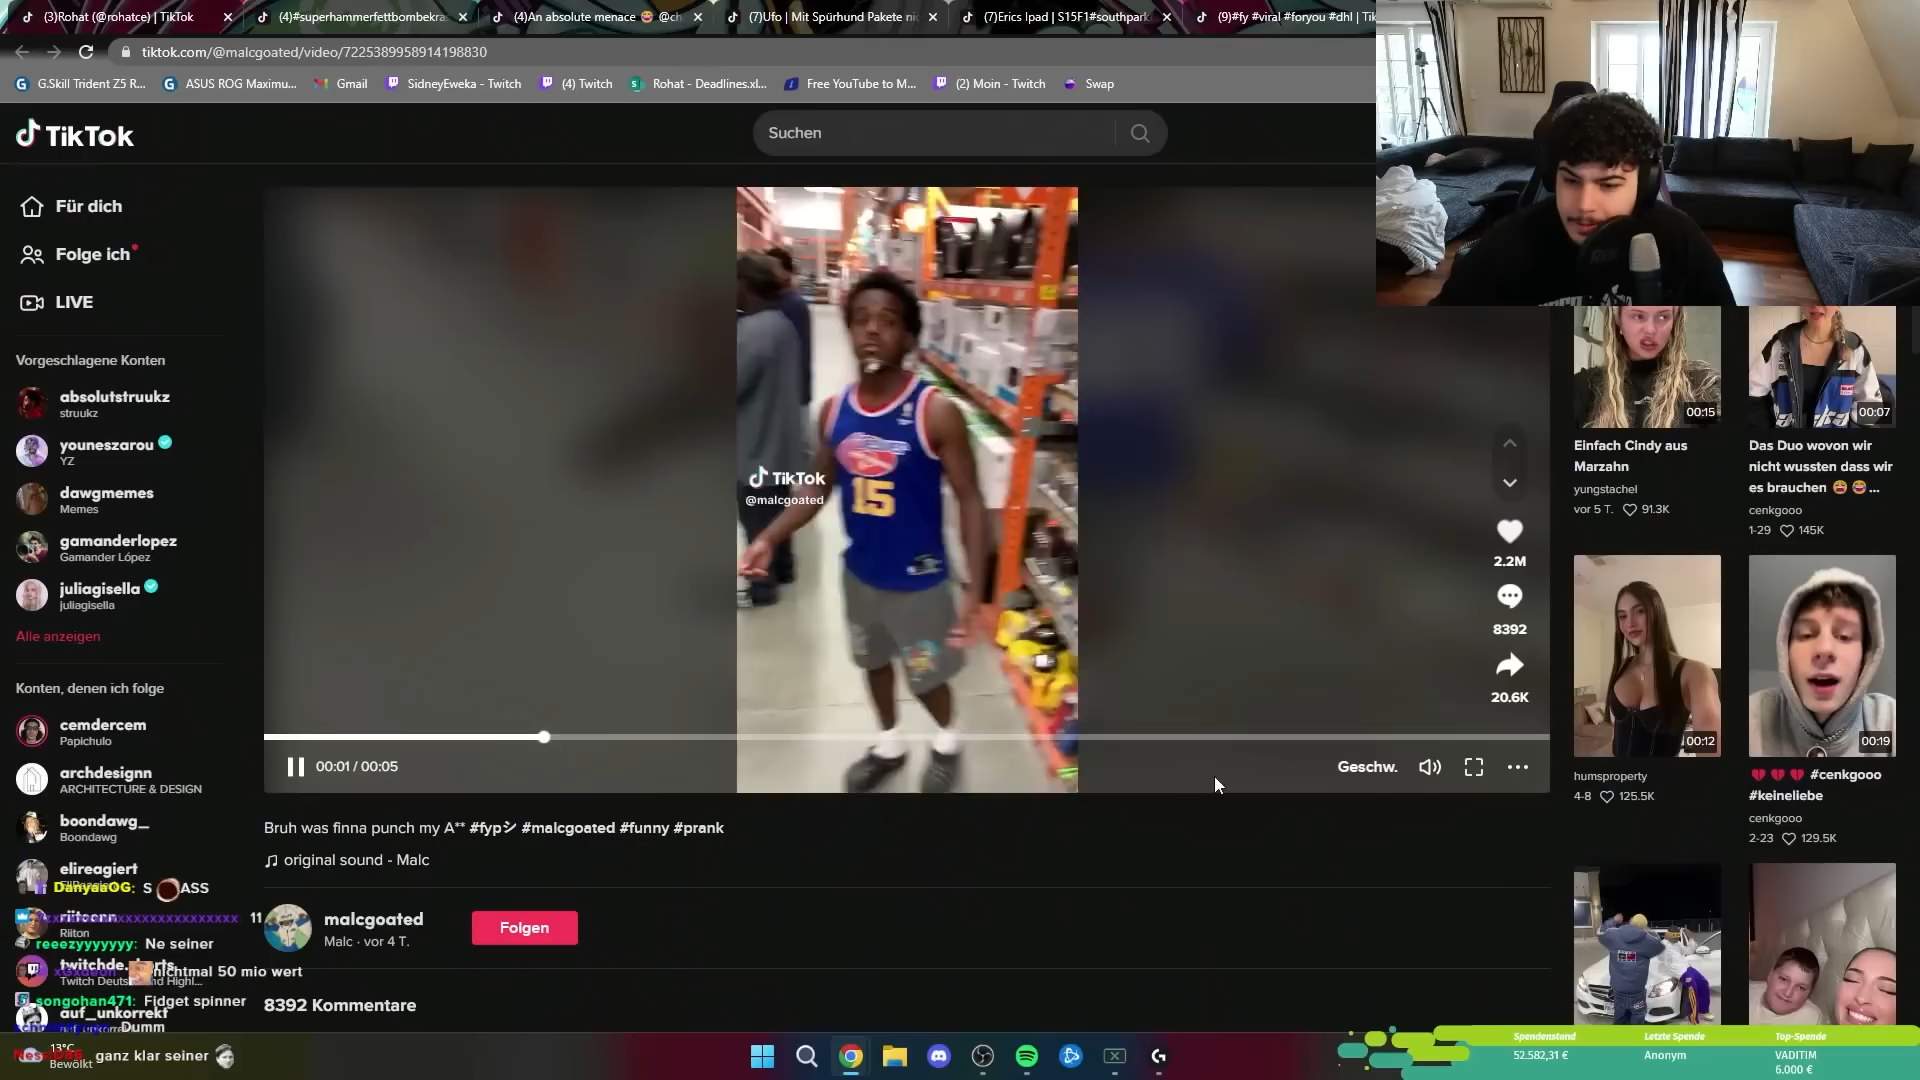 (3)Rohat (@rohatce) | TikTok
(4)#superhammerfettbombekra
(4)An absolute menace 😂 @ch
(7)Ufo | Mit Spürhund Pakete ni
(7)Erics Ipad | S15F1#southpark
(9)#fy #viral #foryou #dhl | Tik
tiktok.com/@malcgoated/video/7225389958914198830
G.Skill Trident Z5 R...
ASUS ROG Maximu...
Gmail
SidneyEweka - Twitch
(4) Twitch
Rohat - Deadlines.xl...
Free YouTube to M...
(2) Moin - Twitch
Swap
TikTok
Suchen
Für dich
Folge ich
LIVE
Vorgeschlagene Konten
absolutstruukz
struukz
youneszarou
YZ
dawgmemes
Memes
gamanderlopez
Gamander López
juliagisella
juliagisella
Alle anzeigen
Konten, denen ich folge
cemdercem
Papichulo
archdesignn
ARCHITECTURE & DESIGN
boondawg_
Boondawg
elireagiert
DanyaaOG: S ASS
Riiton
11
reeezyyyyyyy: Ne seiner
nichtmal 50 mio wert
songohan471: Fidget spinner
auf_unkorrekt
Dumm
13°C
Bewölkt
ganz klar seiner
TikTok
@malcgoated
15
2.2M
8392
20.6K
00:01 / 00:05
Geschw.
Bruh was finna punch my A** #fypシ #malcgoated #funny #prank
original sound - Malc
malcgoated
Malc · vor 4 T.
Folgen
8392 Kommentare
00:15
Einfach Cindy aus
Marzahn
yungstachel
vor 5 T. 91.3K
00:07
Das Duo wovon wir
nicht wussten dass wir
es brauchen 😩 😂 ...
cenkgooo
1-29 145K
00:12
humsproperty
4-8 125.5K
00:19
💔 💔 💔 #cenkgooo
#keineliebe
cenkgooo
2-23 129.5K
Spendenstand
52.582,31 €
Letzte Spende
Anonym
Top-Spende
VADITIM
6.000 €